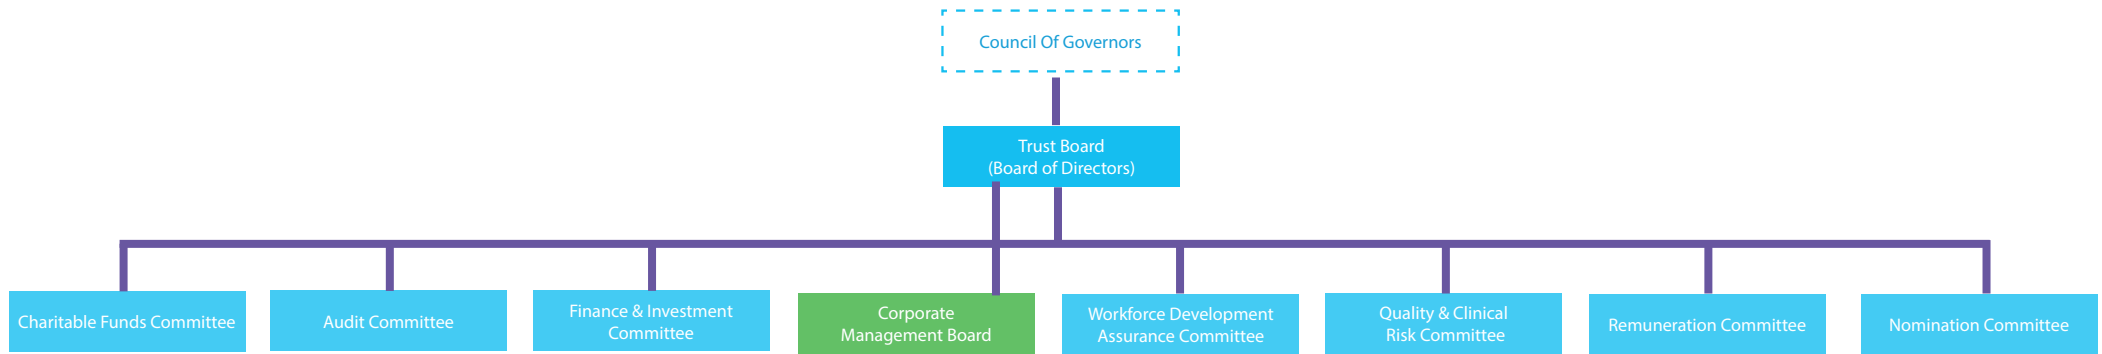 Council Of Governors
Trust Board
(Board of Directors)
Charitable Funds Committee
Audit Committee
Finance & Investment
Committee
Corporate
Management Board
Workforce Development
Assurance Committee
Quality & Clinical
Risk Committee
Remuneration Committee
Nomination Committee